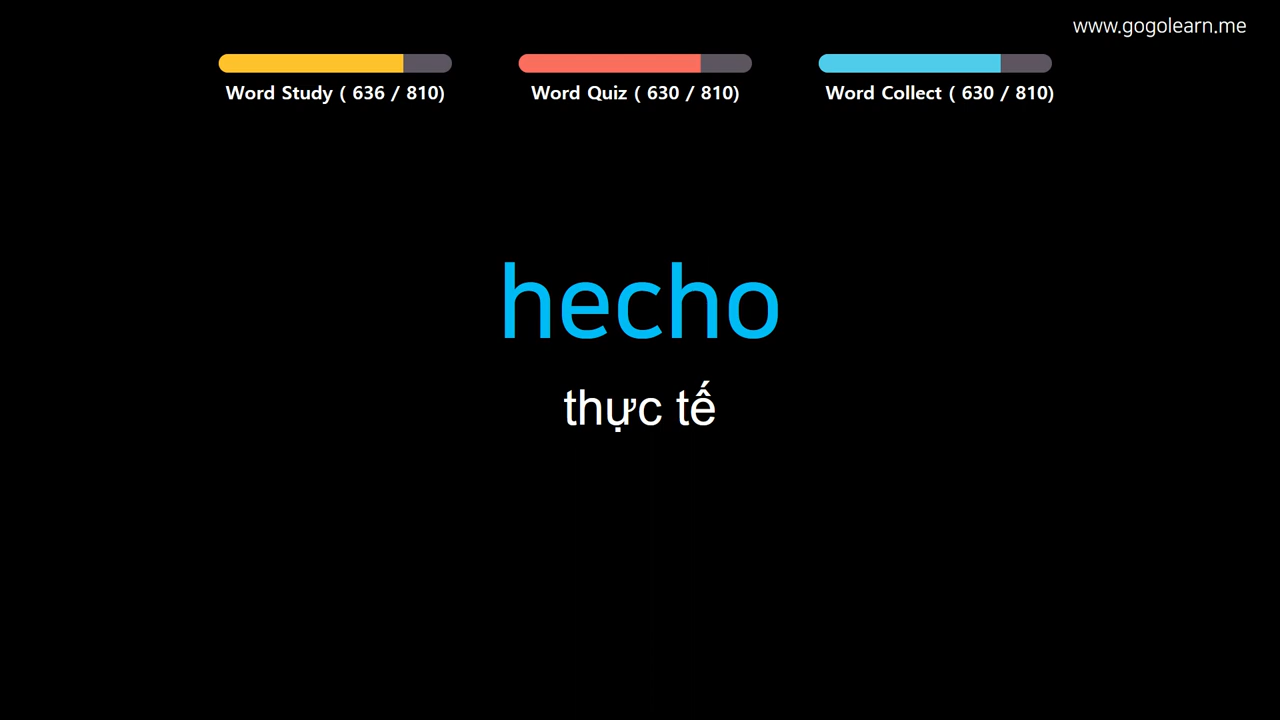 www.gogolearn.me
Word Study ( 636 / 810)
Word Quiz ( 630 / 810)
Word Collect ( 630 / 810)
hecho
thực tế